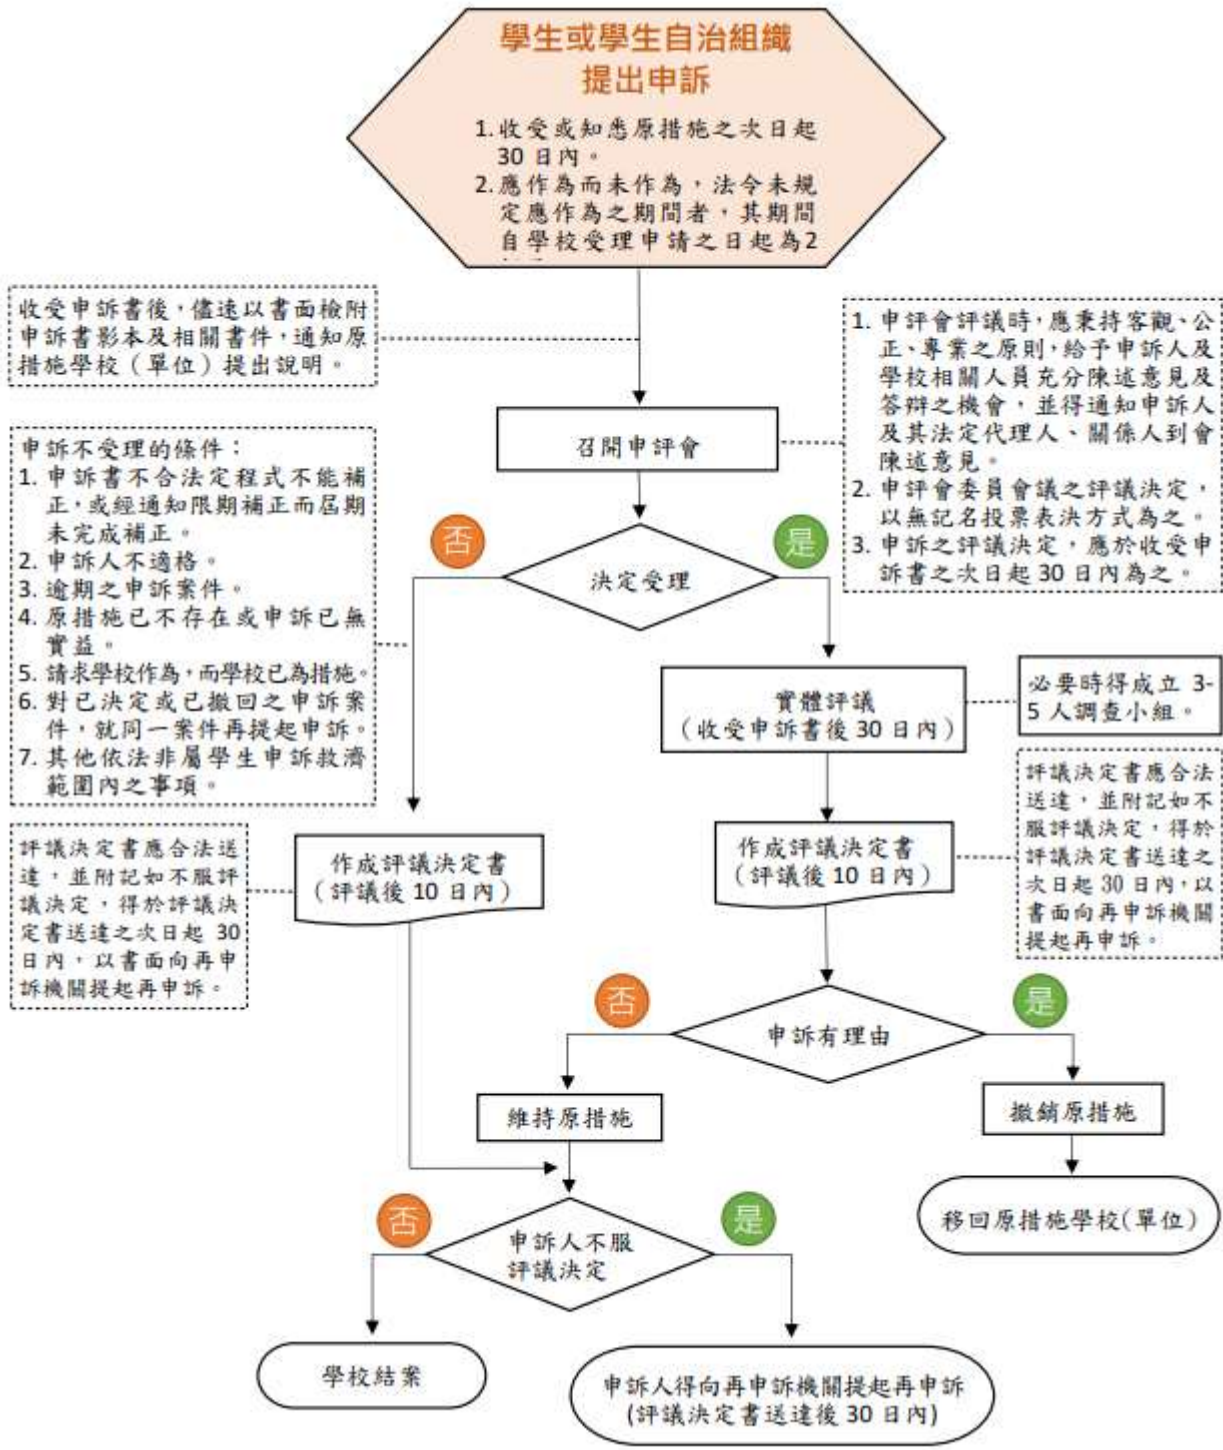 學生或學生自治組織
提出申訴
1. 收受或知悉原措施之次日起
30 日內。
2. 應作為而未作為，法令未規
定應作為之期間者，其期間
自學校受理申請之日起為2
收受申訴書後，儘速以書面檢附
申訴書影本及相關書件，通知原
措施學校（單位）提出說明。
1. 申評會評議時，應秉持客觀、公
正、專業之原則，給予申訴人及
學校相關人員充分陳述意見及
答辯之機會，並得通知申訴人
及其法定代理人、關係人到會
陳述意見。
2. 申評會委員會議之評議決定，
以無記名投票表決方式為之。
3. 申訴之評議決定，應於收受申
訴書之次日起 30 日內為之。
召開申評會
申訴不受理的條件：
1. 申訴書不合法定程式不能補
正，或經通知限期補正而屆期
未完成補正。
2. 申訴人不適格。
3. 逾期之申訴案件。
4. 原措施已不存在或申訴已無
實益。
5. 請求學校作為，而學校已為措施。
6. 對已決定或已撤回之申訴案
件，就同一案件再提起申訴。
7. 其他依法非屬學生申訴救濟
範圍內之事項。
否
是
決定受理
實體評議
（收受申訴書後 30 日內）
必要時得成立 3-
5 人調查小組。
評議決定書應合法送
達，並附記如不服評
議決定，得於評議決
定書送達之次日起 30
日內，以書面向再申
訴機關提起再申訴。
作成評議決定書
（評議後 10 日內）
作成評議決定書
（評議後 10 日內）
評議決定書應合法
送達，並附記如不
服評議決定，得於
評議決定書送達之
次日起 30 日內，以
書面向再申訴機關
提起再申訴。
否
是
申訴有理由
維持原措施
撤銷原措施
移回原措施學校(單位)
否
是
申訴人不服
評議決定
學校結案
申訴人得向再申訴機關提起再申訴
(評議決定書送達後 30 日內)